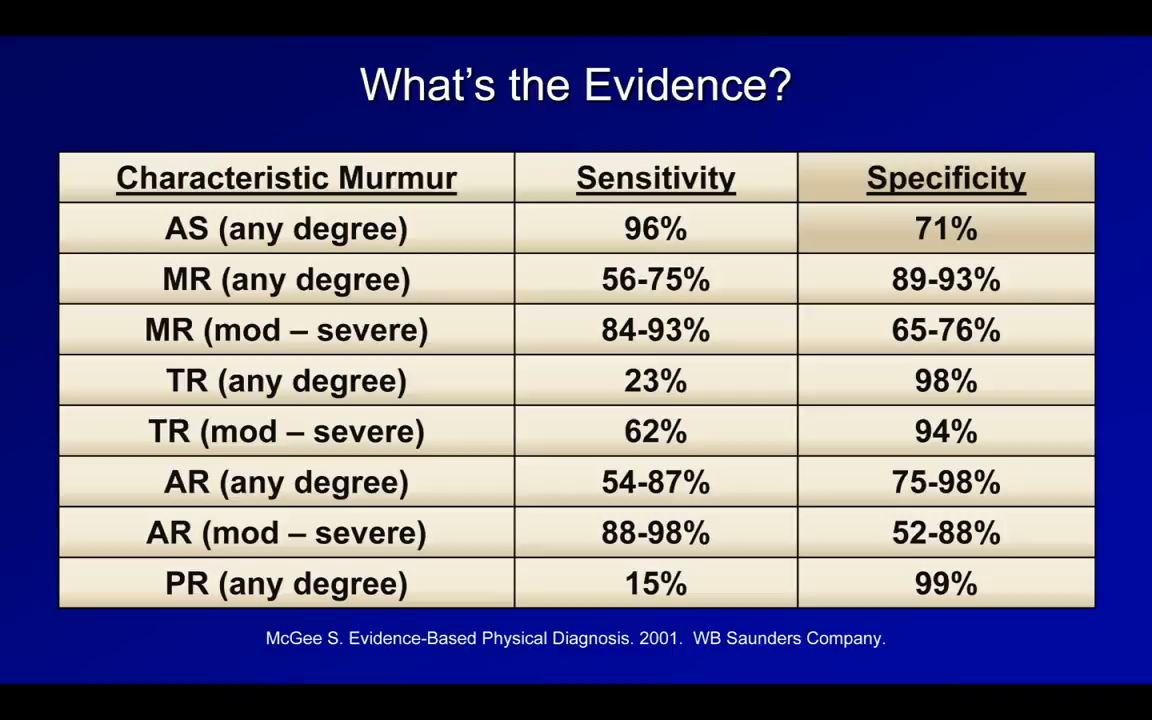 What's the Evidence?
Characteristic Murmur Sensitivity Specificity
AS (any degree) 96% 71%
MR (any degree) 56-75% 89-93%
MR (mod – severe) 84-93% 65-76%
TR (any degree) 23% 98%
TR (mod – severe) 62% 94%
AR (any degree) 54-87% 75-98%
AR (mod – severe) 88-98% 52-88%
PR (any degree) 15% 99%
McGee S. Evidence-Based Physical Diagnosis. 2001. WB Saunders Company.